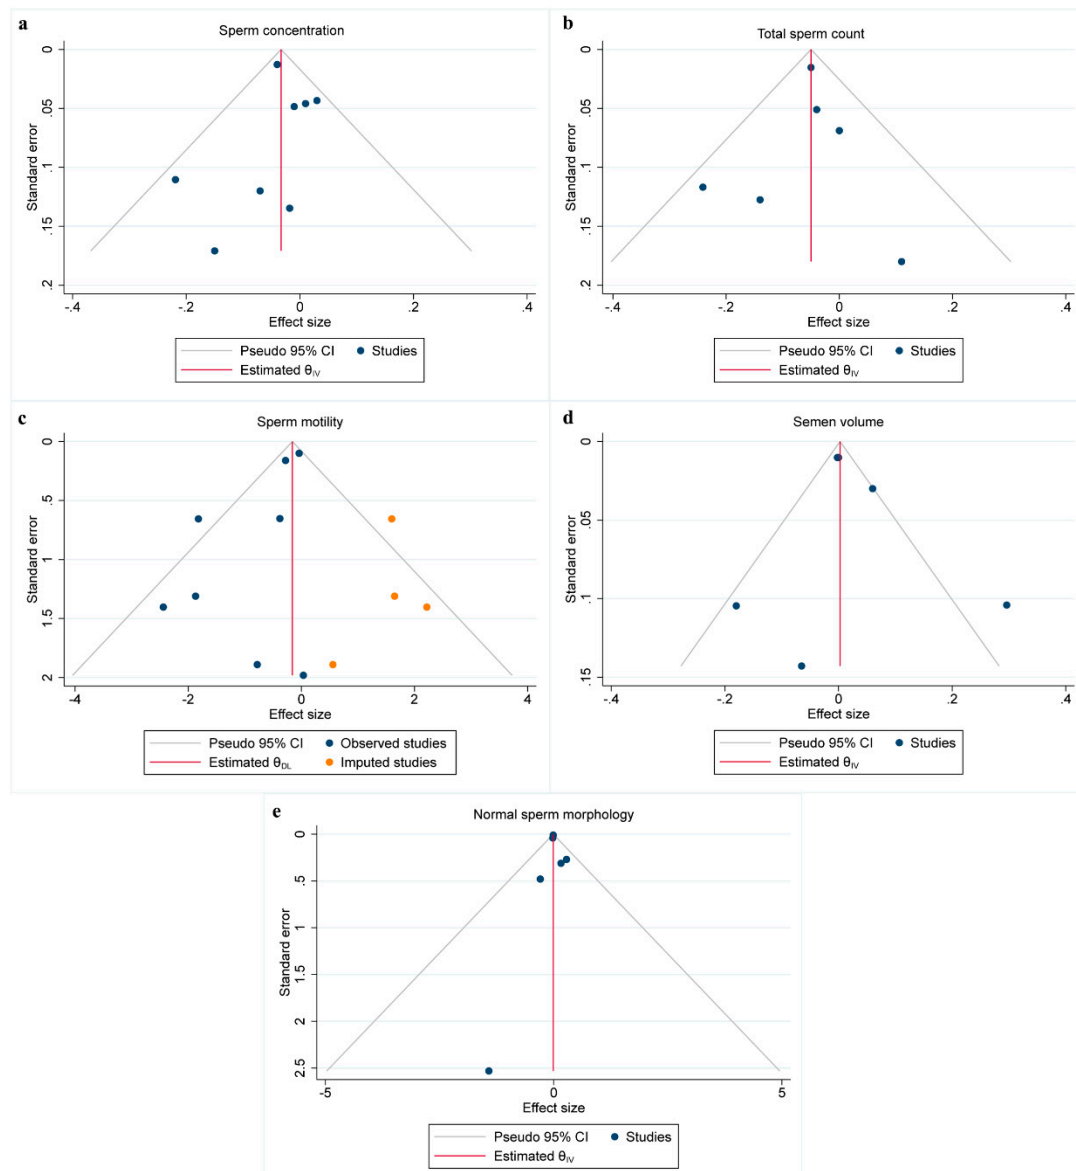 a
Sperm concentration
0
.05
.1
.15
.2
Standard error
-.4
-.2
0
.2
.4
Effect size
Pseudo 95% CI
Studies
Estimated θIV
b
Total sperm count
0
.05
.1
.15
.2
Standard error
-.4
-.2
0
.2
.4
Effect size
Pseudo 95% CI
Studies
Estimated θIV
c
Sperm motility
0
.5
1
1.5
2
Standard error
-4
-2
0
2
4
Effect size
Pseudo 95% CI
Observed studies
Estimated θDL
Imputed studies
d
Semen volume
0
.05
.1
.15
Standard error
-.4
-.2
0
.2
.4
Effect size
Pseudo 95% CI
Studies
Estimated θIV
e
Normal sperm morphology
0
.5
1
1.5
2
2.5
Standard error
-5
0
5
Effect size
Pseudo 95% CI
Studies
Estimated θIV